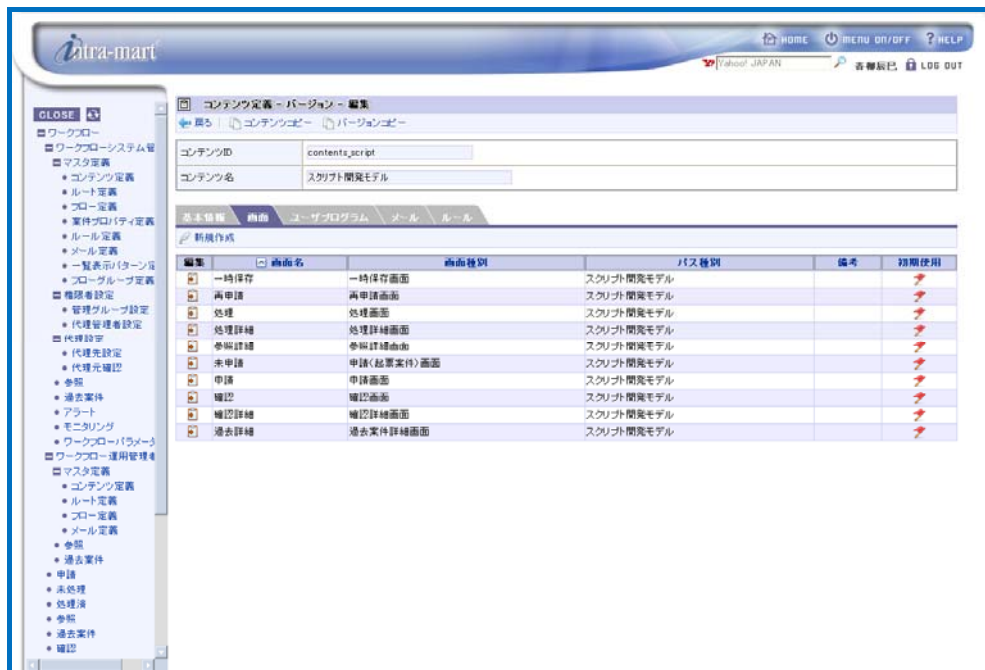 intra-mart
HOME MENU ON/OFF ? HELP
Yahoo! JAPAN 青柳辰巳 LOG OUT
CLOSE
ワークフロー
ワークフローシステム管
マスタ定義
コンテンツ定義
ルート定義
フロー定義
案件プロパティ定義
ルール定義
メール定義
一覧表示パターン定
フローグループ定義
権限者設定
管理グループ設定
代理管理者設定
代理設定
代理先設定
代理元確認
参照
過去案件
アラート
モニタリング
ワークフローパラメータ
ワークフロー運用管理者
マスタ定義
コンテンツ定義
ルート定義
フロー定義
メール定義
参照
過去案件
申請
未処理
処理済
参照
過去案件
確認
コンテンツ定義 - バージョン - 編集
戻る | コンテンツコピー バージョンコピー
コンテンツID contents_script
コンテンツ名 スクリプト開発モデル
基本情報 画面 ユーザプログラム メール ルール
新規作成
編集 画面名 画面種別 パス種別 備考 初期使用
一時保存 一時保存画面 スクリプト開発モデル
再申請 再申請画面 スクリプト開発モデル
処理 処理画面 スクリプト開発モデル
処理詳細 処理詳細画面 スクリプト開発モデル
参照詳細 参照詳細画面 スクリプト開発モデル
未申請 申請(起票案件)画面 スクリプト開発モデル
申請 申請画面 スクリプト開発モデル
確認 確認画面 スクリプト開発モデル
確認詳細 確認詳細画面 スクリプト開発モデル
過去詳細 過去案件詳細画面 スクリプト開発モデル